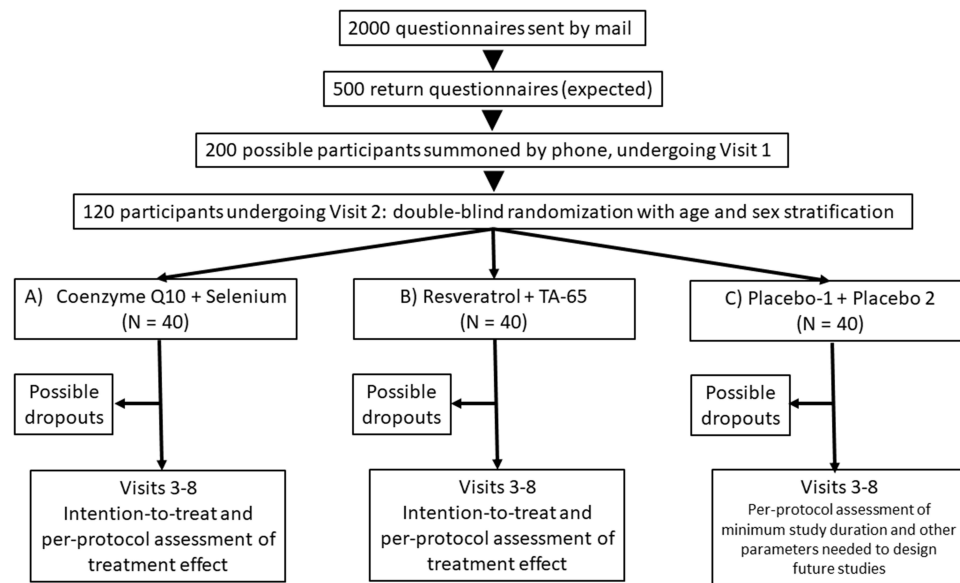 2000 questionnaires sent by mail
500 return questionnaires (expected)
200 possible participants summoned by phone, undergoing Visit 1
120 participants undergoing Visit 2: double-blind randomization with age and sex stratification
A) Coenzyme Q10 + Selenium
(N = 40)
B) Resveratrol + TA-65
(N = 40)
C) Placebo-1 + Placebo 2
(N = 40)
Possible
dropouts
Possible
dropouts
Possible
dropouts
Visits 3-8
Intention-to-treat and
per-protocol assessment of
treatment effect
Visits 3-8
Intention-to-treat and
per-protocol assessment of
treatment effect
Visits 3-8
Per-protocol assessment of
minimum study duration and other
parameters needed to design
future studies